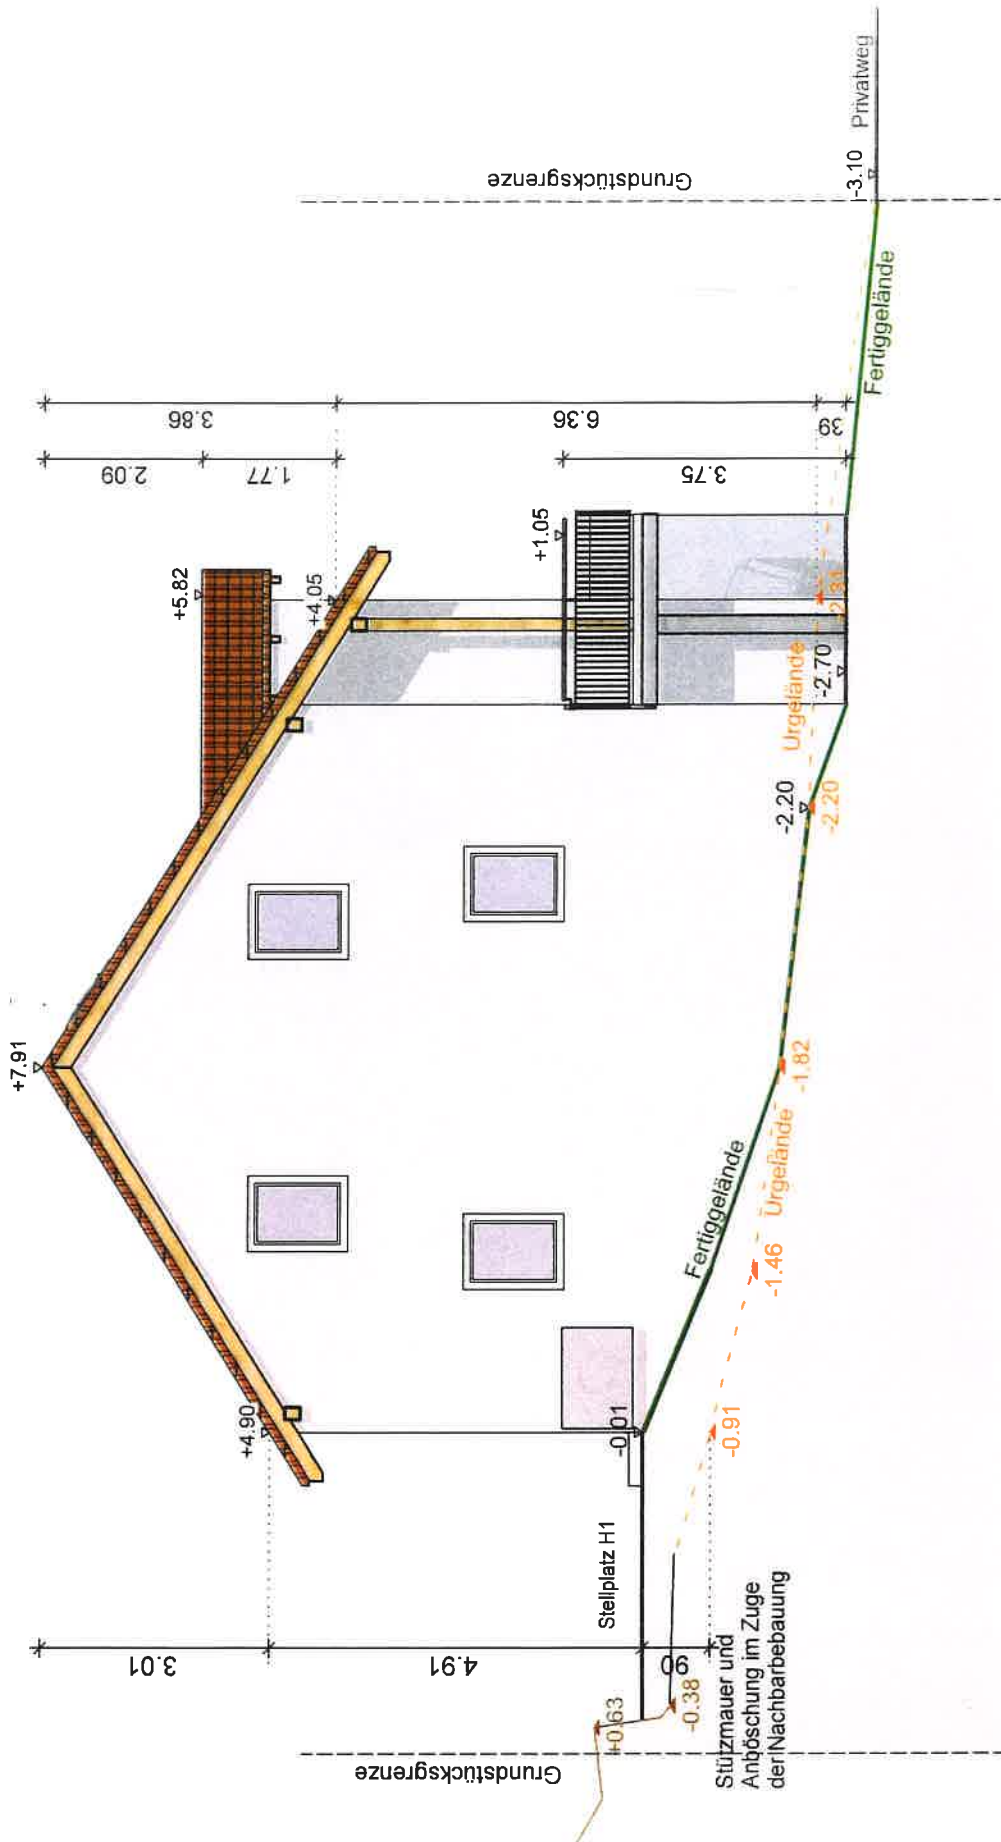 +7.91
+5.82
+4.90
+4.05
+1.05
3.86
2.09
1.77
6.36
3.75
39
3.01
4.91
90
Grundstücksgrenze
Grundstücksgrenze
-3.10 Privatweg
Fertiggelände
-2.31
-2.70
Urgelände
-2.20
-2.20
-1.82
Urgelände
Fertiggelände
-1.46
-0.91
-0.01
Stellplatz H1
+0.63
-0.38
Stützmauer und
Anböschung im Zuge
der Nachbarbebauung